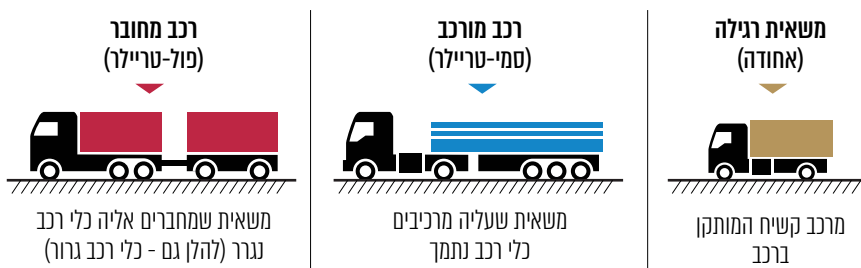 משאית רגילה
(אחודה)
מרכב קשיח המותקן
ברכב
רכב מורכב
(סמי-טריילר)
משאית שעליה מרכיבים
כלי רכב נתמך
רכב מחובר
(פול-טריילר)
משאית שמחברים אליה כלי רכב
נגרר (להלן גם - כלי רכב גרור)